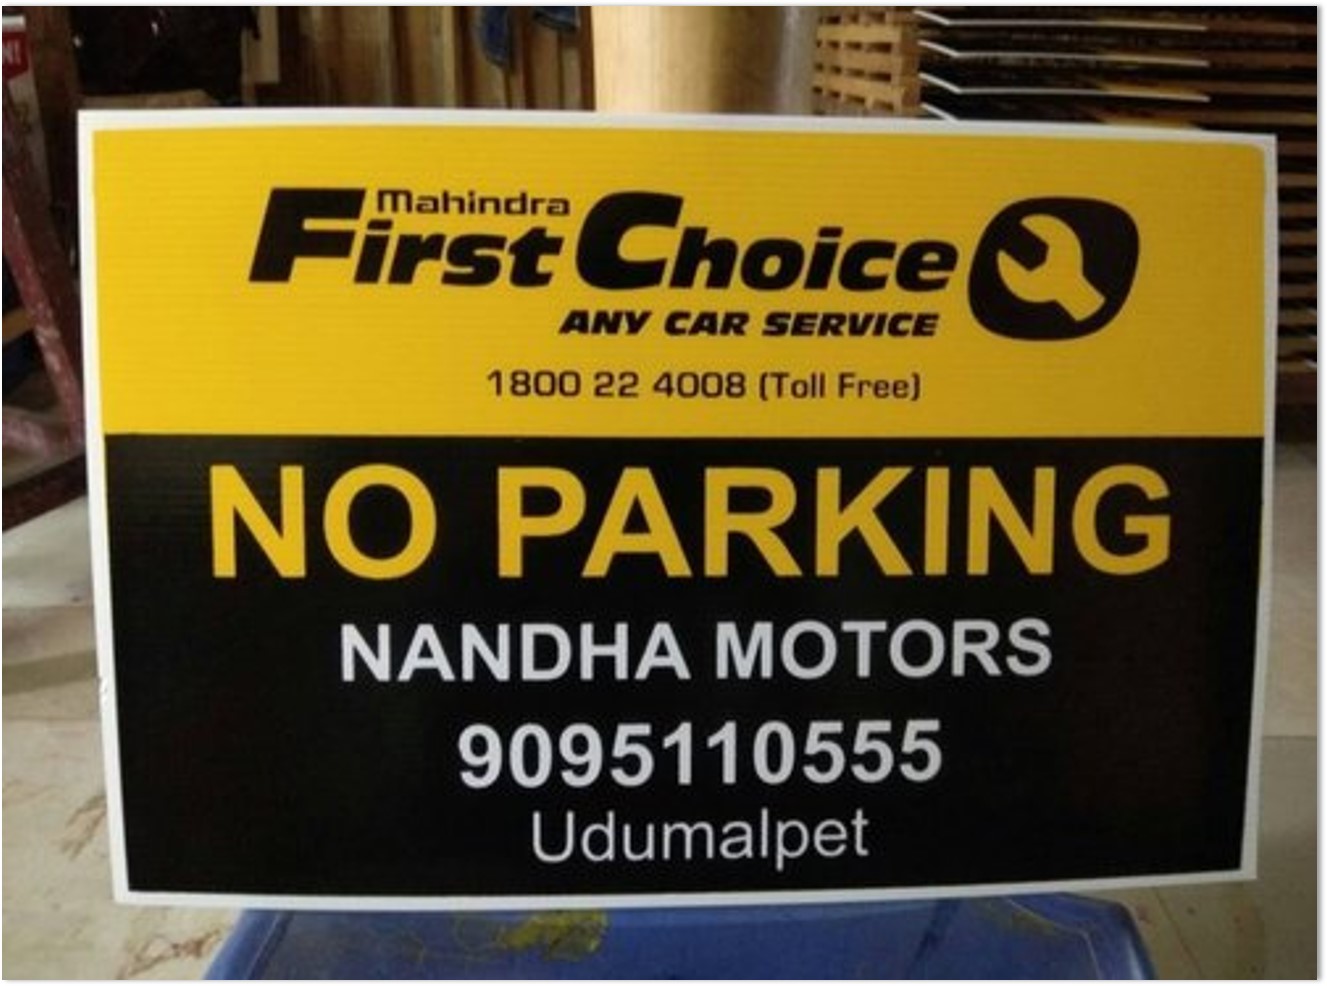 Mahindra
First Choice
ANY CAR SERVICE
1800 22 4008 (Toll Free)
NO PARKING
NANDHA MOTORS
9095110555
Udumalpet